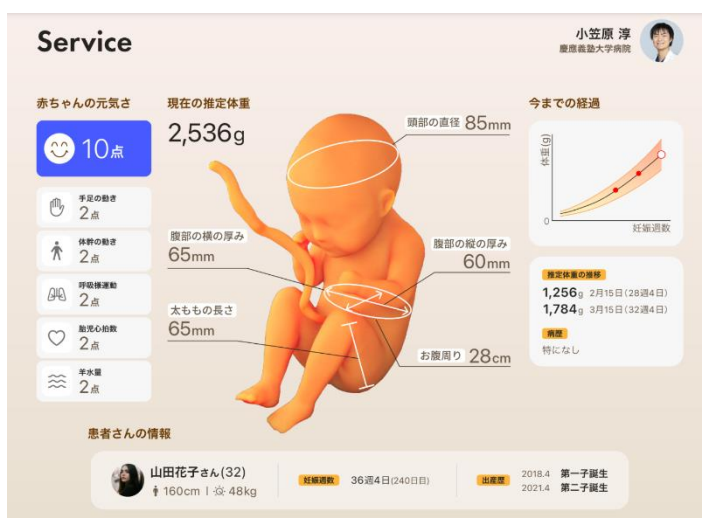 Service
小笠原 淳
慶應義塾大学病院
赤ちゃんの元気さ
10点
手足の動き
2点
体幹の動き
2点
呼吸様運動
2点
胎児心拍数
2点
羊水量
2点
現在の推定体重
2,536g
頭部の直径 85mm
腹部の横の厚み
65mm
腹部の縦の厚み
60mm
太ももの長さ
65mm
お腹周り 28cm
今までの経過
体重(g)
0
妊娠週数
推定体重の推移
1,256g 2月15日(28週4日)
1,784g 3月15日(32週4日)
病歴
特になし
患者さんの情報
山田花子さん(32)
160cm | 48kg
妊娠週数 36週4日(240日目)
出産歴
2018.4 第一子誕生
2021.4 第二子誕生